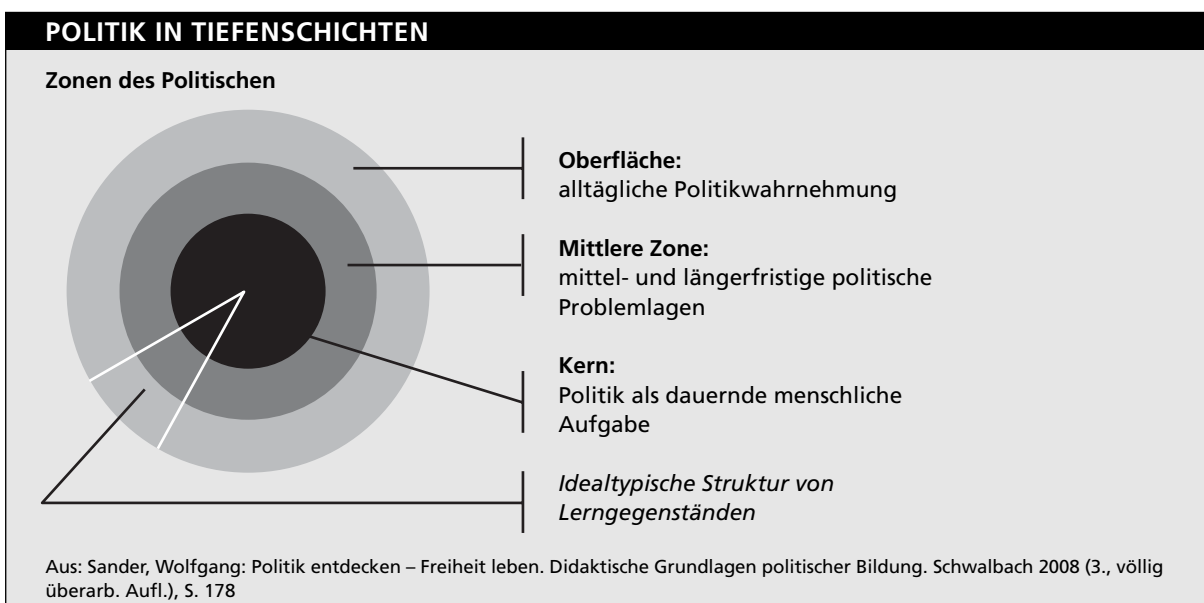 POLITIK IN TIEFENSCHICHTEN
Zonen des Politischen
Oberfläche:
alltägliche Politikwahrnehmung
Mittlere Zone:
mittel- und längerfristige politische
Problemlagen
Kern:
Politik als dauernde menschliche
Aufgabe
Idealtypische Struktur von
Lerngegenständen
Aus: Sander, Wolfgang: Politik entdecken – Freiheit leben. Didaktische Grundlagen politischer Bildung. Schwalbach 2008 (3., völlig
überarb. Aufl.), S. 178